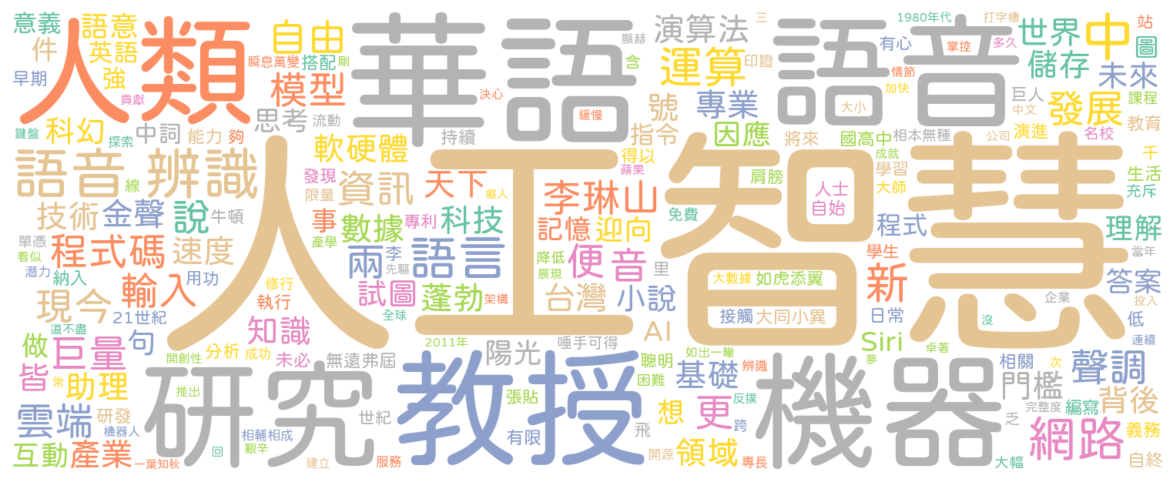 人類
華語
語音
人工智慧
研究
教授
機器
語音辨識
意義
語意
自由
件
英語
早期
強
瞬息萬變
搭配
剛
模型
貢獻
決心
顯赫
含
緩慢
演算法
運算
印證
三
有心
1980年代
打字機
掌控
多久
情節
加快
世界
中
站
圖
儲存
未來
巨人
中文
發展
課程
鍵盤
科幻
探索
中詞
能力
夠
思考
流動
持續
號
指令
專業
大小
因應
將來
國高中
成就
相本無種
公司
演進
名校
教育
軟硬體
得以
蘋果
學習
大師
千
生活
充斥
線
發現
限量
資訊
天下
癡人
李琳山
肩膀
人士
自始
技術
金聲
說
牛頓
事
產學
數據
專利
科技
記憶
迎向
免費
程式
理解
當年
單憑
看似
程式碼
速度
兩
李
先驅
語言
降低
展現
便
音
里
學生
潛力
納入
用功
修行
執行
試圖
蓬勃
架構
台灣
小說
大數據
如虎添翼
新
答案
投入
企業
現今
輸入
21世紀
全球
接觸
大同小異
日常
低
道不盡
知識
AI
Siri
沒
連續
做
巨量
句
開創性
分析
成功
未必
無遠弗屆
2011年
陽光
唾手可得
聰明
困難
如出一轍
辨識
夢
卓著
相關
次
聲調
皆
助理
常
推出
世紀
張貼
基礎
反撲
門檻
完整度
編寫
背後
雲端
研發
機器人
相輔相成
艱辛
有限
飛
想
更
跨
乏
網路
義務
互動
產業
一葉知秋
回
建立
服務
開源
領域
專長
大幅
自終